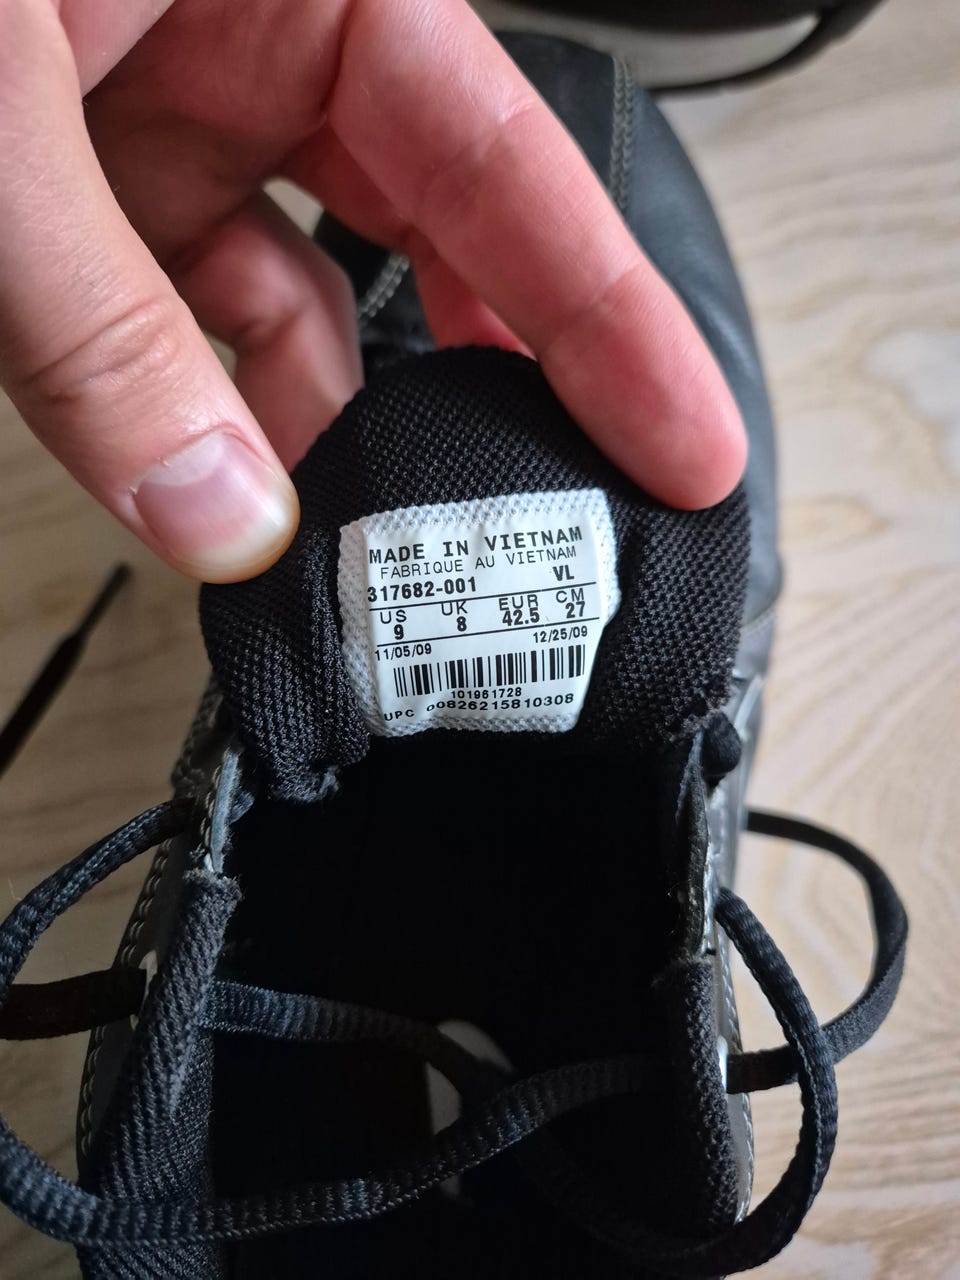 MADE IN VIETNAM
FABRIQUE AU VIETNAM
317682-001 VL
US UK EUR CM
9 8 42.5 27
11/05/09 12/25/09
101961728
UPC 00826215810308